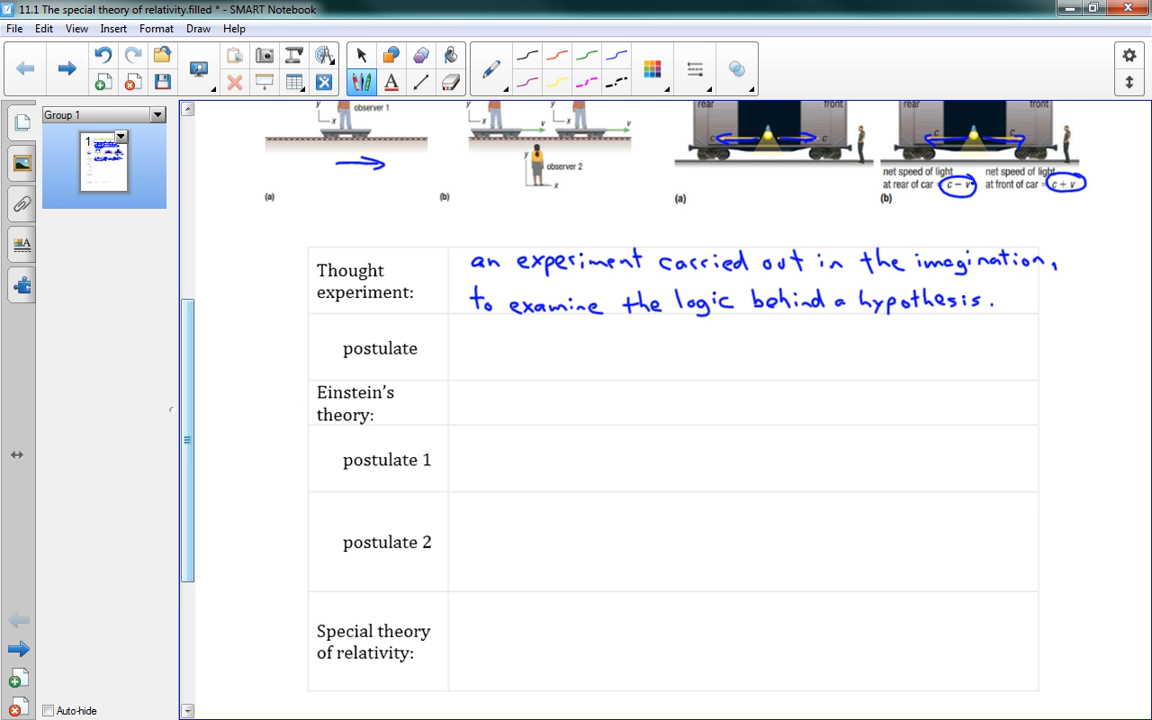 11.1 The special theory of relativity.filled * - SMART Notebook
File Edit View Insert Format Draw Help
Group 1
1
y
x
observer 1
y
x
y
x
v
v
y
observer 2
x
(a)
(b)
rear
front
c
c
(a)
rear
front
c
c
net speed of light
at rear of car = c – v
net speed of light
at front of car = c + v
(b)
Thought experiment:
an experiment carried out in the imagination,
to examine the logic behind a hypothesis.
postulate
Einstein's theory:
postulate 1
postulate 2
Special theory of relativity:
Auto-hide